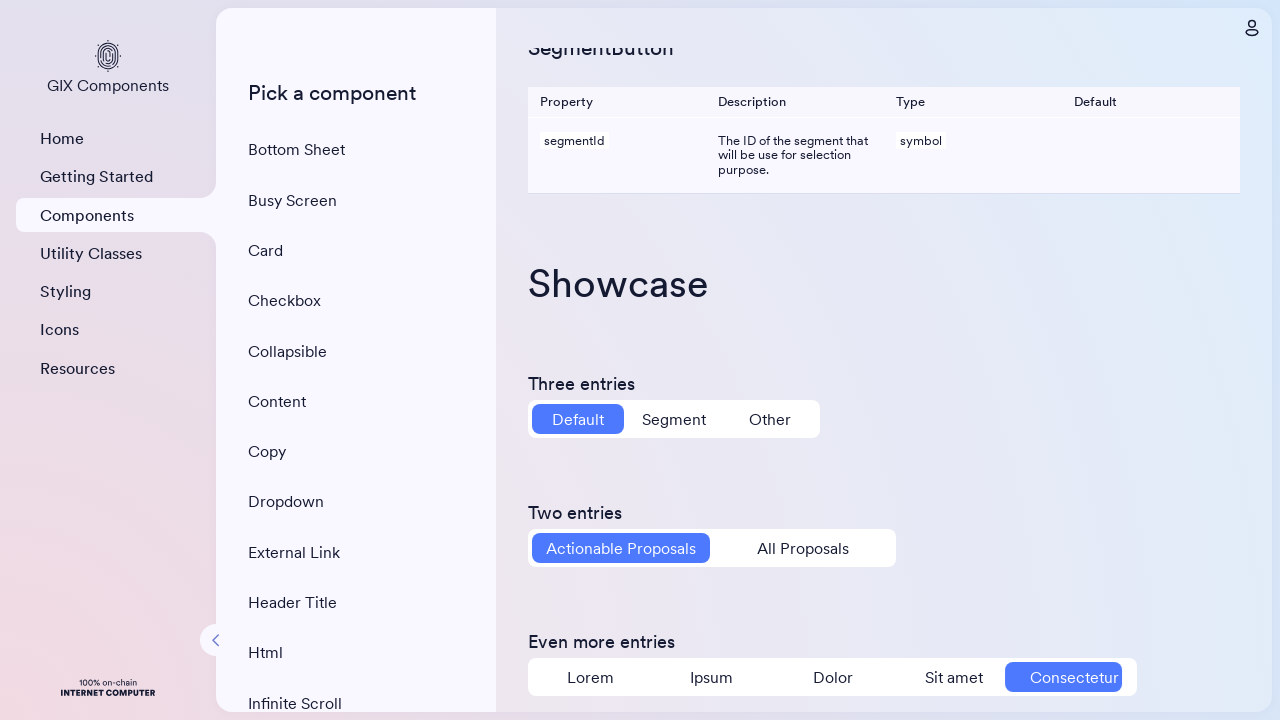 GIX Components
Home
Getting Started
Components
Utility Classes
Styling
Icons
Resources
100% on-chain
INTERNET COMPUTER
Pick a component
Bottom Sheet
Busy Screen
Card
Checkbox
Collapsible
Content
Copy
Dropdown
External Link
Header Title
Html
Infinite Scroll
SegmentButton
Property Description Type Default
segmentId The ID of the segment that symbol
will be use for selection
purpose.
Showcase
Three entries
Default Segment Other
Two entries
Actionable Proposals All Proposals
Even more entries
Lorem Ipsum Dolor Sit amet Consectetur